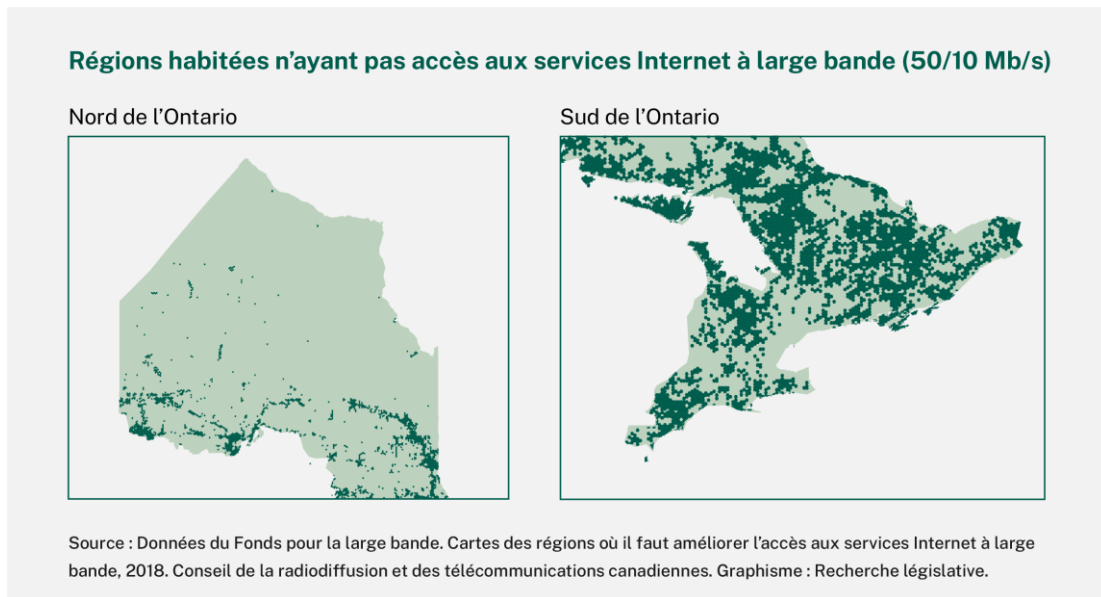 Régions habitées n’ayant pas accès aux services Internet à large bande (50/10 Mb/s)
Nord de l’Ontario
Sud de l’Ontario
Source : Données du Fonds pour la large bande. Cartes des régions où il faut améliorer l’accès aux services Internet à large
bande, 2018. Conseil de la radiodiffusion et des télécommunications canadiennes. Graphisme : Recherche législative.